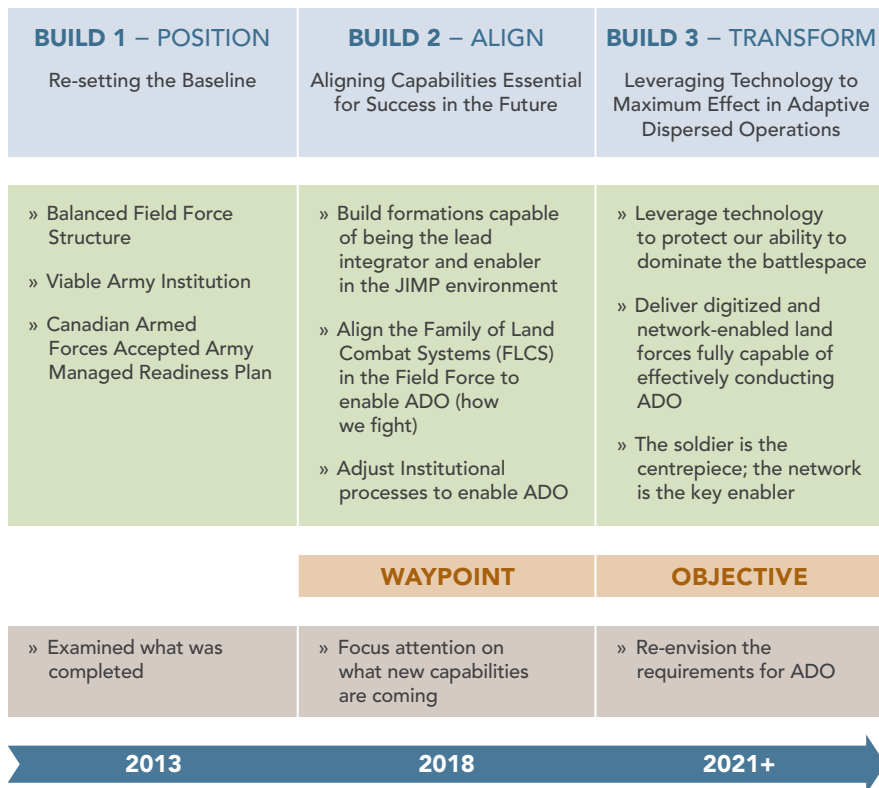 BUILD 1 – POSITION
Re-setting the Baseline
BUILD 2 – ALIGN
Aligning Capabilities Essential
for Success in the Future
BUILD 3 – TRANSFORM
Leveraging Technology to
Maximum Effect in Adaptive
Dispersed Operations
» Balanced Field Force
Structure
» Viable Army Institution
» Canadian Armed
Forces Accepted Army
Managed Readiness Plan
» Build formations capable
of being the lead
integrator and enabler
in the JIMP environment
» Align the Family of Land
Combat Systems (FLCS)
in the Field Force to
enable ADO (how
we fight)
» Adjust Institutional
processes to enable ADO
» Leverage technology
to protect our ability to
dominate the battlespace
» Deliver digitized and
network-enabled land
forces fully capable of
effectively conducting
ADO
» The soldier is the
centrepiece; the network
is the key enabler
WAYPOINT
OBJECTIVE
» Examined what was
completed
» Focus attention on
what new capabilities
are coming
» Re-envision the
requirements for ADO
2013
2018
2021+